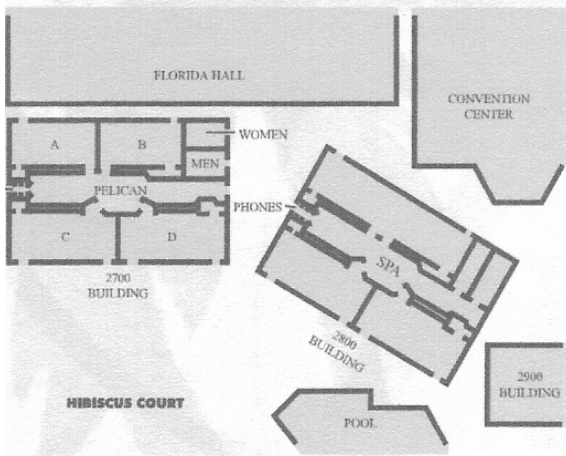 FLORIDA HALL
CONVENTION
CENTER
A
B
WOMEN
MEN
PELICAN
PHONES
C
D
SPA
2700
BUILDING
2800
BUILDING
2900
BUILDING
HIBISCUS COURT
POOL